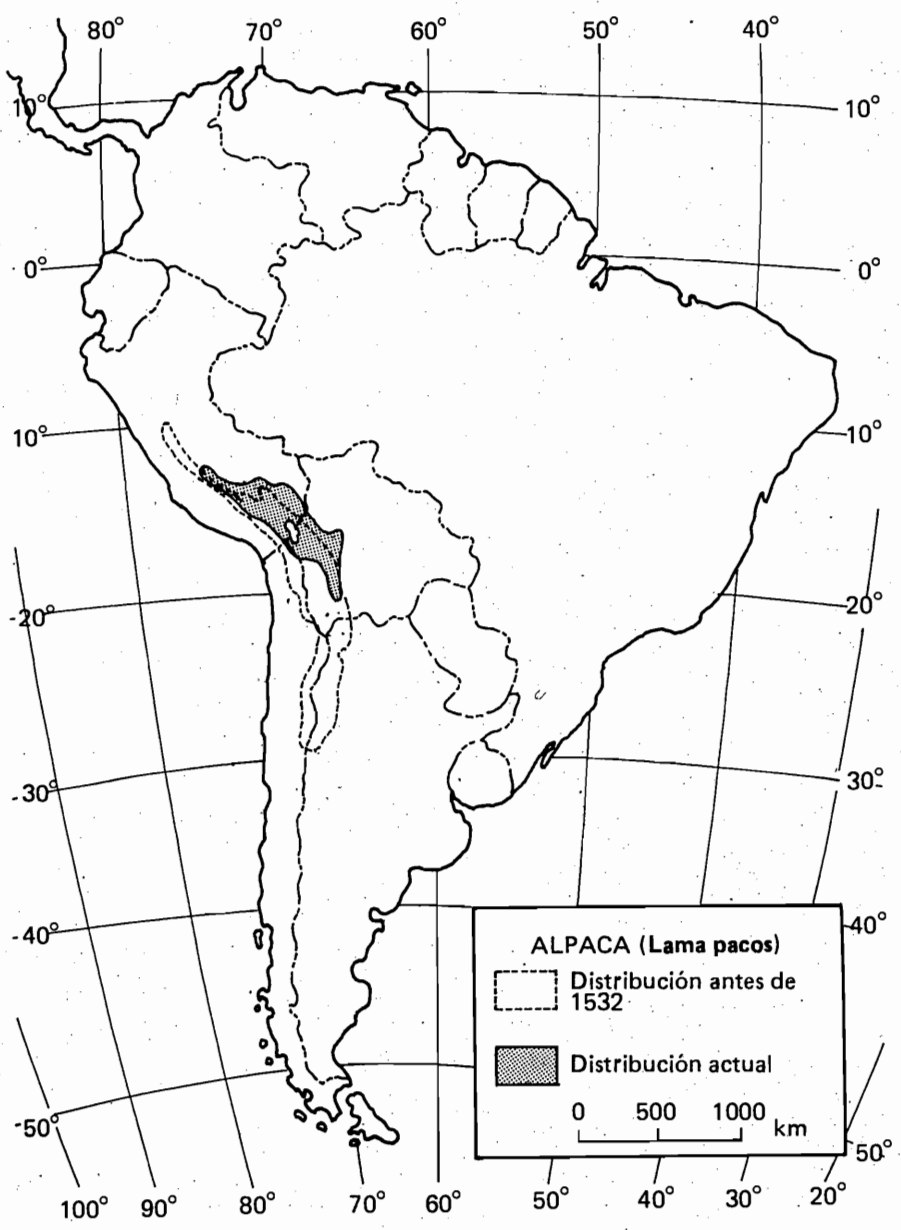 80° 70° 60° 50° 40°
10° 10°
0° 0°
10° 10°
-20° 20°
-30° 30°
-40° 40°
-50° 50°
100° 90° 80° 70° 60° 50° 40° 30° 20°
ALPACA (Lama pacos)
Distribución antes de
1532
Distribución actual
0 500 1000
km